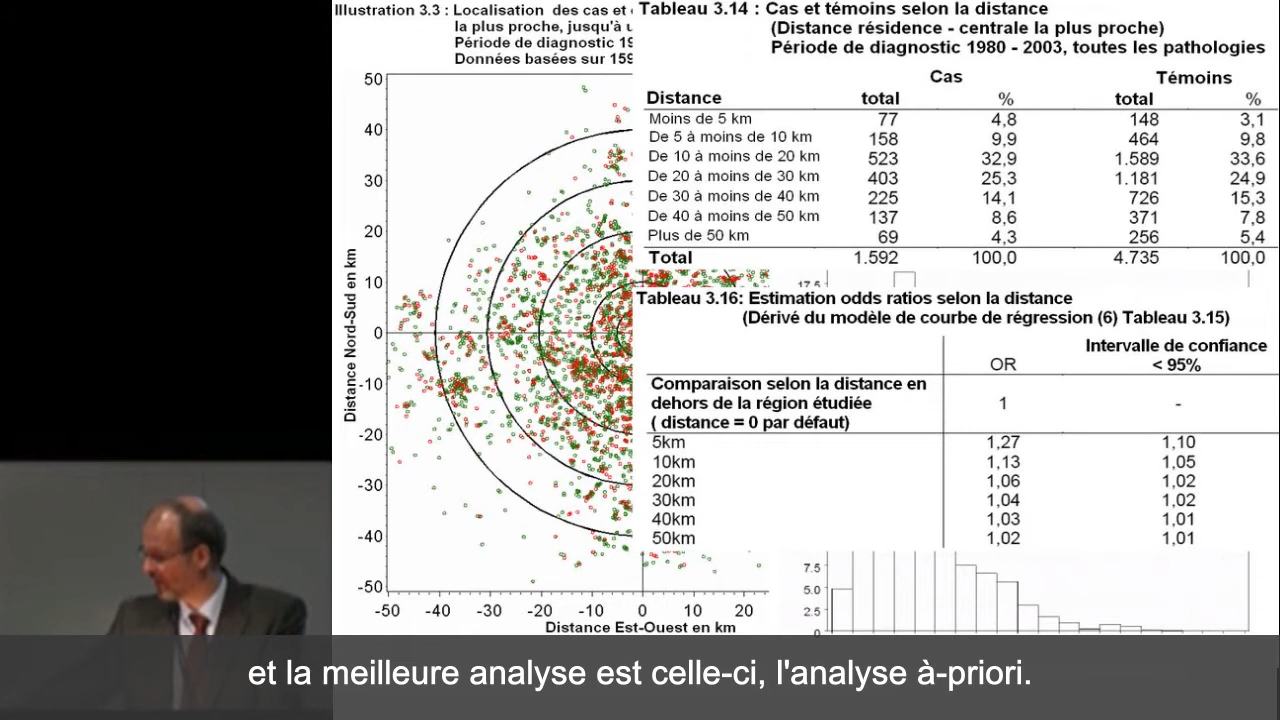 Illustration 3.3 : Localisation des cas et
la plus proche, jusqu'à
Période de diagnostic 19
Données basées sur 159
50
40
30
20
10
0
-10
-20
-30
-40
-50
Distance Nord-Sud en km
-50 -40 -30 -20 -10 0 10 20
Distance Est-Ouest en km
Tableau 3.14 : Cas et témoins selon la distance
(Distance résidence - centrale la plus proche)
Période de diagnostic 1980 - 2003, toutes les pathologies
Cas Témoins
Distance total % total %
Moins de 5 km 77 4,8 148 3,1
De 5 à moins de 10 km 158 9,9 464 9,8
De 10 à moins de 20 km 523 32,9 1.589 33,6
De 20 à moins de 30 km 403 25,3 1.181 24,9
De 30 à moins de 40 km 225 14,1 726 15,3
De 40 à moins de 50 km 137 8,6 371 7,8
Plus de 50 km 69 4,3 256 5,4
Total 1.592 100,0 4.735 100,0
17.5
Tableau 3.16: Estimation odds ratios selon la distance
(Dérivé du modèle de courbe de régression (6) Tableau 3.15)
OR Intervalle de confiance
< 95%
Comparaison selon la distance en
dehors de la région étudiée 1 -
( distance = 0 par défaut)
5km 1,27 1,10
10km 1,13 1,05
20km 1,06 1,02
30km 1,04 1,02
40km 1,03 1,01
50km 1,02 1,01
7.5
5.0
2.5
0
et la meilleure analyse est celle-ci, l'analyse à-priori.